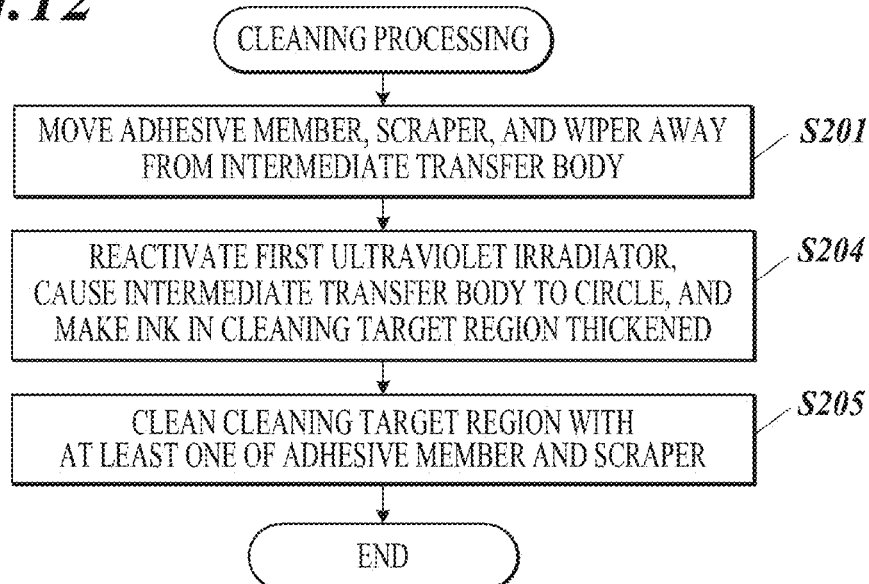 .12
CLEANING PROCESSING
MOVE ADHESIVE MEMBER, SCRAPER, AND WIPER AWAY
FROM INTERMEDIATE TRANSFER BODY
S201
REACTIVATE FIRST ULTRAVIOLET IRRADIATOR,
CAUSE INTERMEDIATE TRANSFER BODY TO CIRCLE, AND
MAKE INK IN CLEANING TARGET REGION THICKENED
S204
CLEAN CLEANING TARGET REGION WITH
AT LEAST ONE OF ADHESIVE MEMBER AND SCRAPER
S205
END